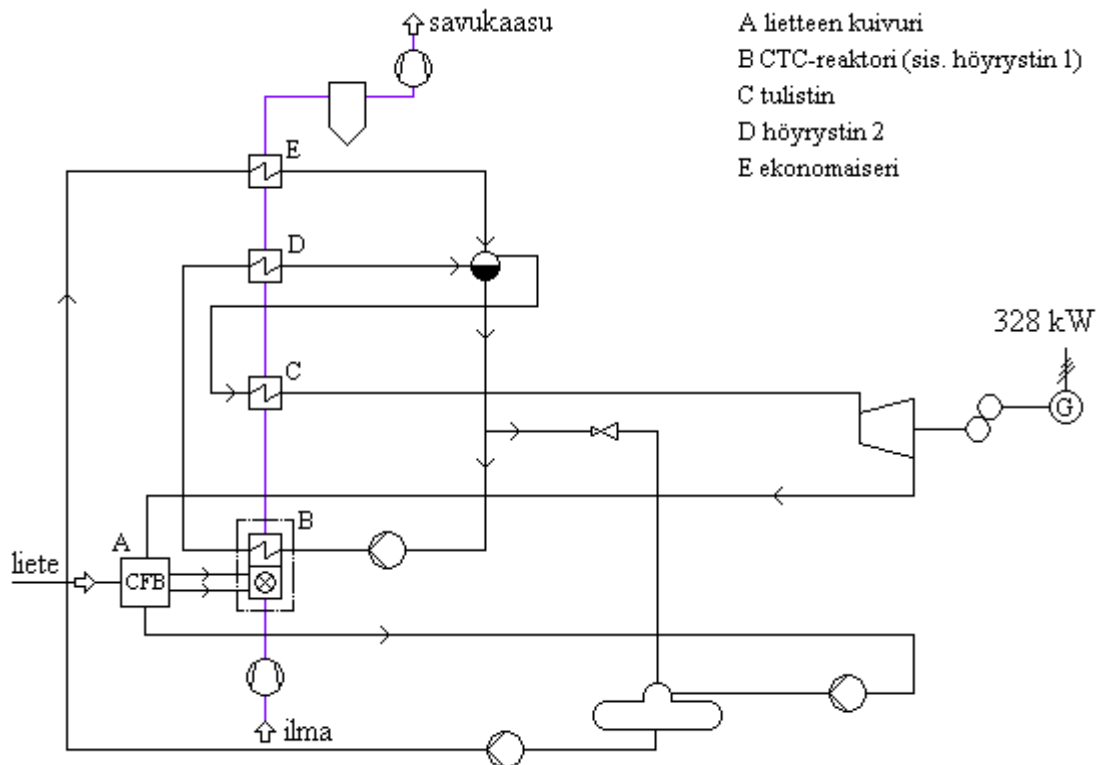 savukaasu
A lietteen kuivuri
B CTC-reaktori (sis. höyrystin 1)
C tulistin
D höyrystin 2
E ekonomaiseri
E
D
328 kW
C
G
B
A
liete
CFB
ilma